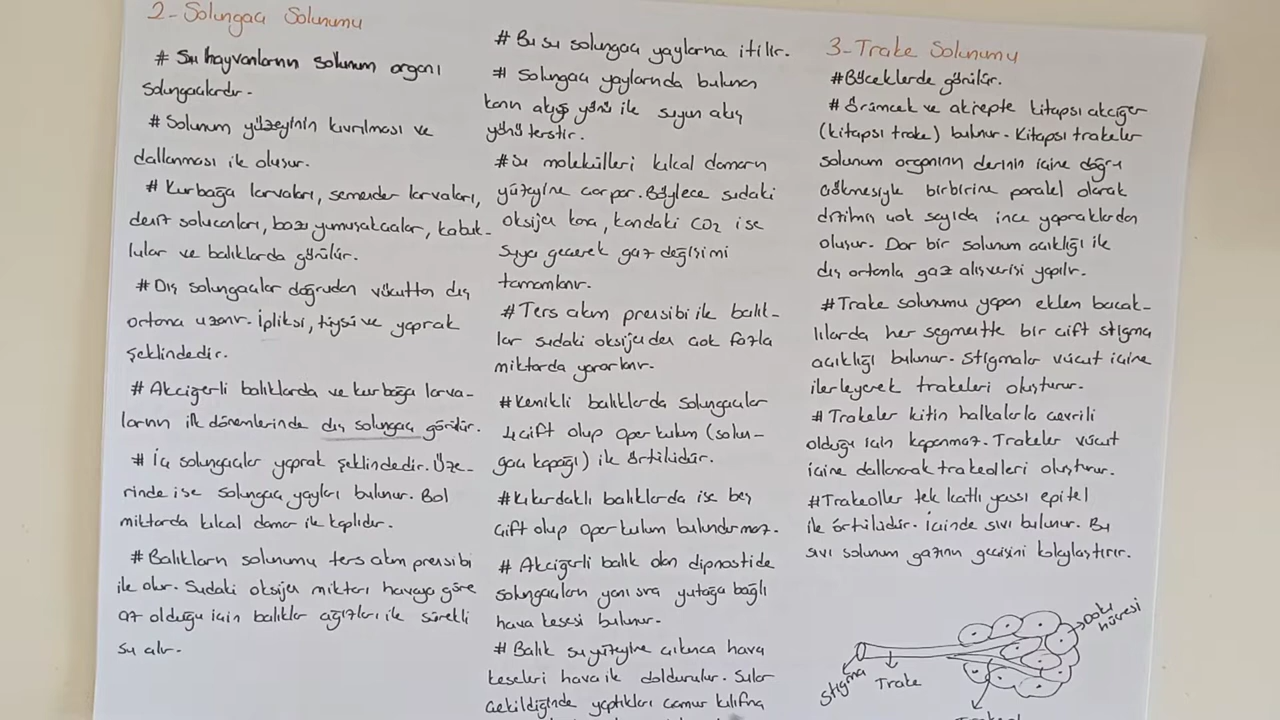 2- Solungaç Solunumu
# Su hayvanlarının solunum organı
solungaçlardır.
# Solunum yüzeyinin kıvrılması ve
dallanması ile oluşur.
# Kurbağa larvaları, semender larvaları,
deniz solucanları, bazı yumuşakçalar, kabuk-
lular ve balıklarda görülür.
# Dış solungaçlar doğrudan vücuttan dış
ortama uzanır. İpliksi, tüysü ve yaprak
şeklindedir.
# Akciğerli balıklarda ve kurbağa larva-
larının ilk dönemlerinde dış solungaç görülür.
# İç solungaçlar yaprak şeklindedir. Üze-
rinde ise solungaç yayları bulunur. Bol
miktarda kılcal damar ile kaplıdır.
# Balıkların solunumu ters akım prensibi
ile olur. Sudaki oksijen miktarı havaya göre
az olduğu için balıklar ağızları ile sürekli
su alır.
# Bu su solungaç yaylarına itilir.
# Solungaç yaylarında bulunan
kanın akış yönü ile suyun akış
yönü terstir.
# Su molekülleri kılcal damarın
yüzeyine çarpar. Böylece sudaki
oksijen kana, kandaki CO2 ise
suya geçerek gaz değişimi
tamamlanır.
# Ters akım prensibi ile balık-
lar sudaki oksijenden çok fazla
miktarda yararlanır.
# Kemikli balıklarda solungaçlar
4 çift olup operkulum (solun-
gaç kapağı) ile örtülüdür.
# Kıkırdaklı balıklarda ise beş
çift olup operkulum bulundurmaz.
# Akciğerli balık olan dipnoatide
solungaçların yanı sıra yutağa bağlı
hava kesesi bulunur.
# Balık su yüzeyine çıkınca hava
keseleri hava ile doldurulur. Sular
çekildiğinde yaptıkları çamur kılıfına
3- Trake Solunumu
# Böceklerde görülür.
# Örümcek ve akrepte kitapsı akciğer
(kitapsı trake) bulunur. Kitapsı trakeler
solunum organının derinin içine doğru
çökmesiyle birbirine paralel olarak
dizilmiş çok sayıda ince yapraklardan
oluşur. Dar bir solunum açıklığı ile
dış ortamla gaz alışverişi yapılır.
# Trake solunumu yapan eklem bacak-
lılarda her segmentte bir çift stigma
açıklığı bulunur. Stigmalar vücut içine
ilerleyerek trakeleri oluşturur.
# Trakeler kitin halkalarla çevrili
olduğu için kapanmaz. Trakeler vücut
içine dallanarak trakeolleri oluşturur.
# Trakeoller tek katlı yassı epitel
ile örtülüdür. İçinde sıvı bulunur. Bu
sıvı solunum gazının geçişini kolaylaştırır.
Doku
hücresi
Stigma
Trake